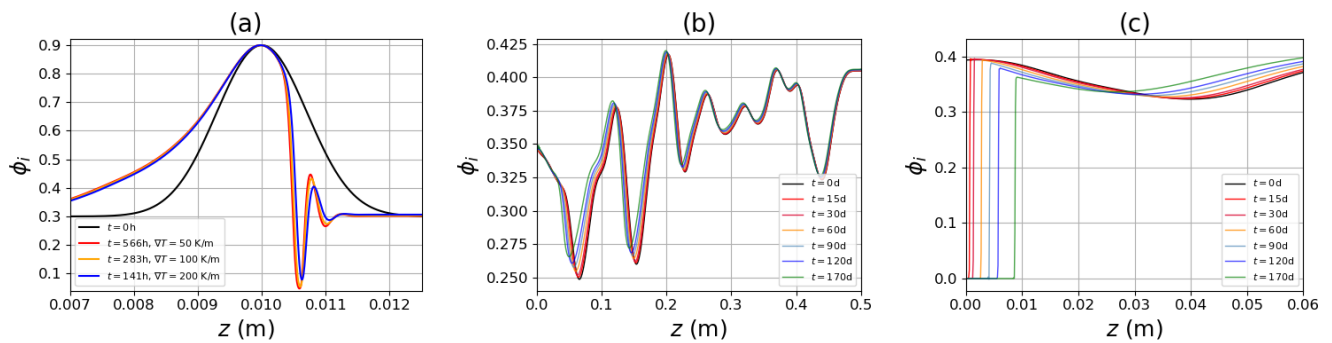 (a)
ϕi
0.9
0.8
0.7
0.6
0.5
0.4
0.3
0.2
0.1
t = 0h
t = 566h, ∇T = 50 K/m
t = 283h, ∇T = 100 K/m
t = 141h, ∇T = 200 K/m
0.007 0.008 0.009 0.010 0.011 0.012
z (m)
(b)
ϕi
0.425
0.400
0.375
0.350
0.325
0.300
0.275
0.250
t = 0d
t = 15d
t = 30d
t = 60d
t = 90d
t = 120d
t = 170d
0.0 0.1 0.2 0.3 0.4 0.5
z (m)
(c)
ϕi
0.4
0.3
0.2
0.1
0.0
t = 0d
t = 15d
t = 30d
t = 60d
t = 90d
t = 120d
t = 170d
0.00 0.01 0.02 0.03 0.04 0.05 0.06
z (m)